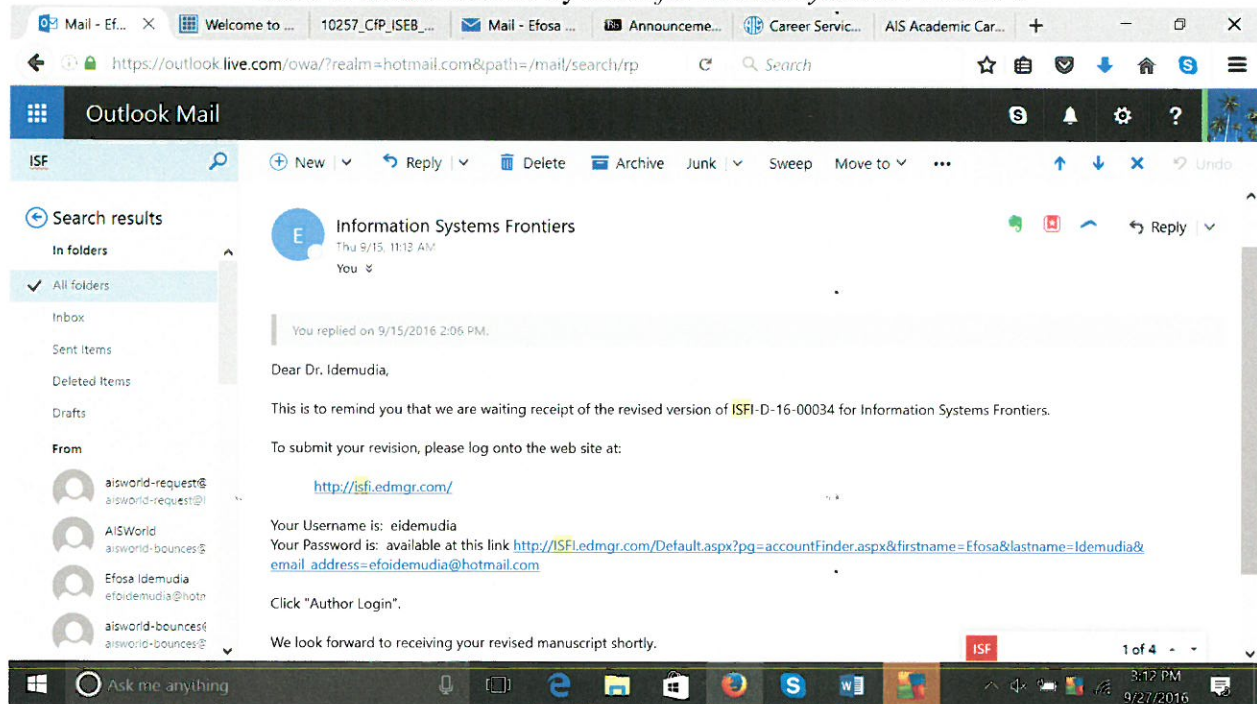 Mail - Ef...
Welcome to ...
10257_CfP_ISEB_...
Mail - Efosa ...
Bb Announceme...
Career Servic...
AIS Academic Car...
https://outlook.live.com/owa/?realm=hotmail.com&path=/mail/search/rp
Search
Outlook Mail
ISF
New
Reply
Delete
Archive
Junk
Sweep
Move to
Undo
Search results
In folders
All folders
Inbox
Sent Items
Deleted Items
Drafts
From
aisworld-request@
aisworld-request@l
AISWorld
aisworld-bounces@
Efosa Idemudia
efoidemudia@hotn
aisworld-bounces@
aisworld-bounces@
E
Information Systems Frontiers
Thu 9/15, 11:13 AM
You
Reply
You replied on 9/15/2016 2:06 PM.
Dear Dr. Idemudia,
This is to remind you that we are waiting receipt of the revised version of ISFI-D-16-00034 for Information Systems Frontiers.
To submit your revision, please log onto the web site at:
http://isfi.edmgr.com/
Your Username is: eidemudia
Your Password is: available at this link http://ISFI.edmgr.com/Default.aspx?pg=accountFinder.aspx&firstname=Efosa&lastname=Idemudia&
email_address=efoidemudia@hotmail.com
Click "Author Login".
We look forward to receiving your revised manuscript shortly.
ISF
1 of 4
Ask me anything
3:12 PM
9/27/2016